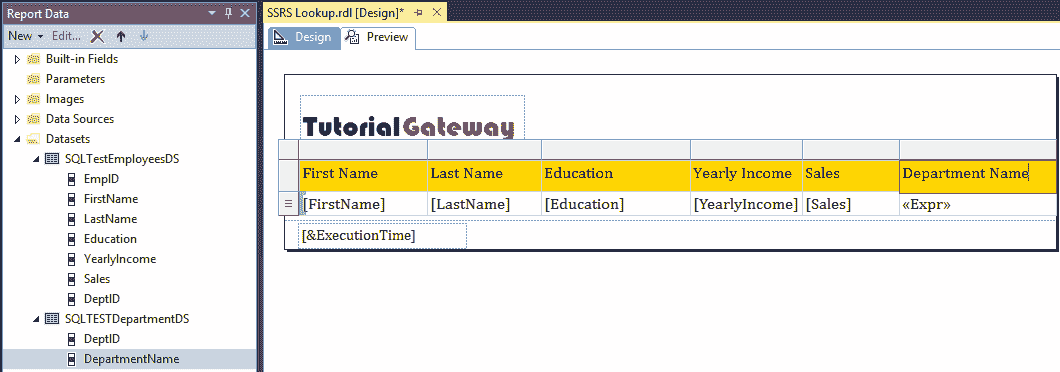 Report Data
New Edit...
Built-in Fields
Parameters
Images
Data Sources
Datasets
SQLTestEmployeesDS
EmpID
FirstName
LastName
Education
YearlyIncome
Sales
DeptID
SQLTESTDepartmentDS
DeptID
DepartmentName
SSRS Lookup.rdl [Design]*
Design Preview
Tutorial Gateway
First Name Last Name Education Yearly Income Sales Department Name
[FirstName] [LastName] [Education] [YearlyIncome] [Sales] «Expr»
[&ExecutionTime]